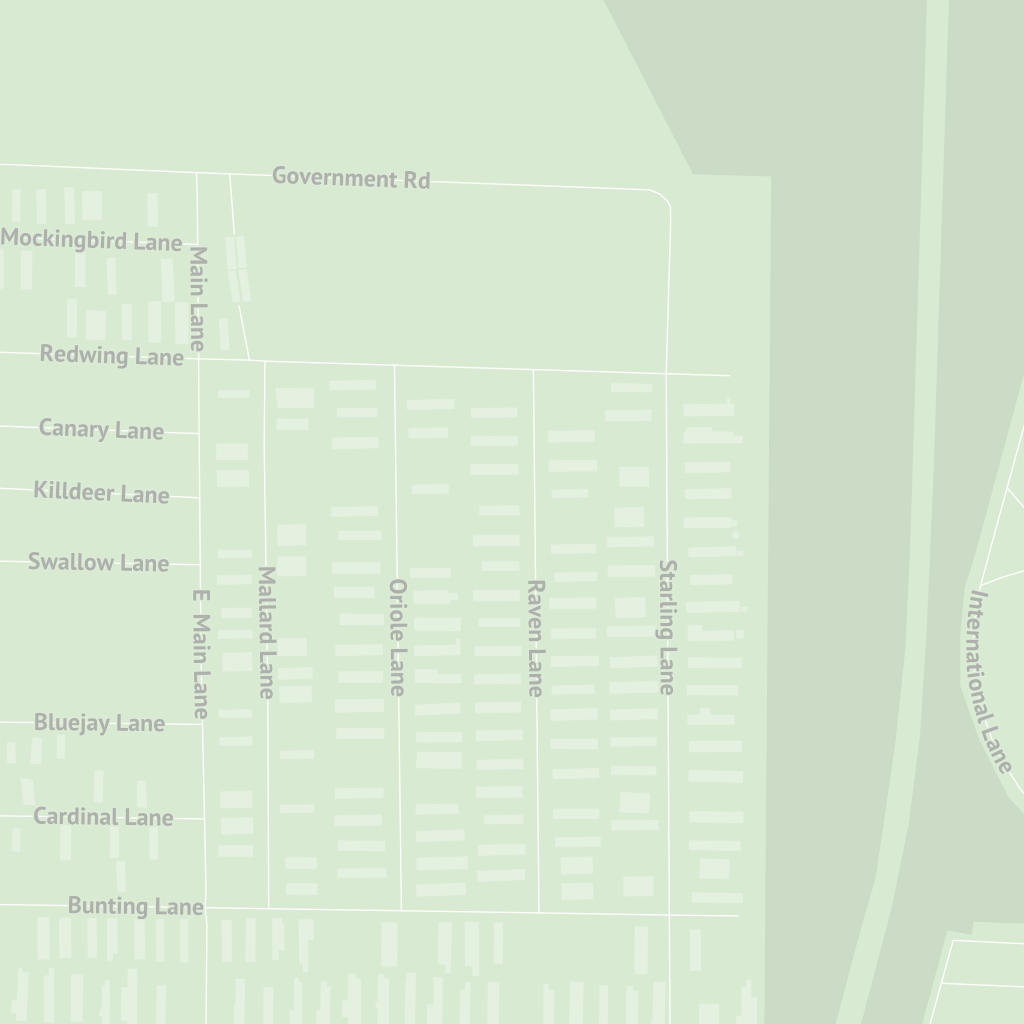 Government Rd
Mockingbird Lane
Main Lane
Redwing Lane
Canary Lane
Killdeer Lane
Swallow Lane
E Main Lane
Mallard Lane
Oriole Lane
Raven Lane
Starling Lane
International Lane
Bluejay Lane
Cardinal Lane
Bunting Lane